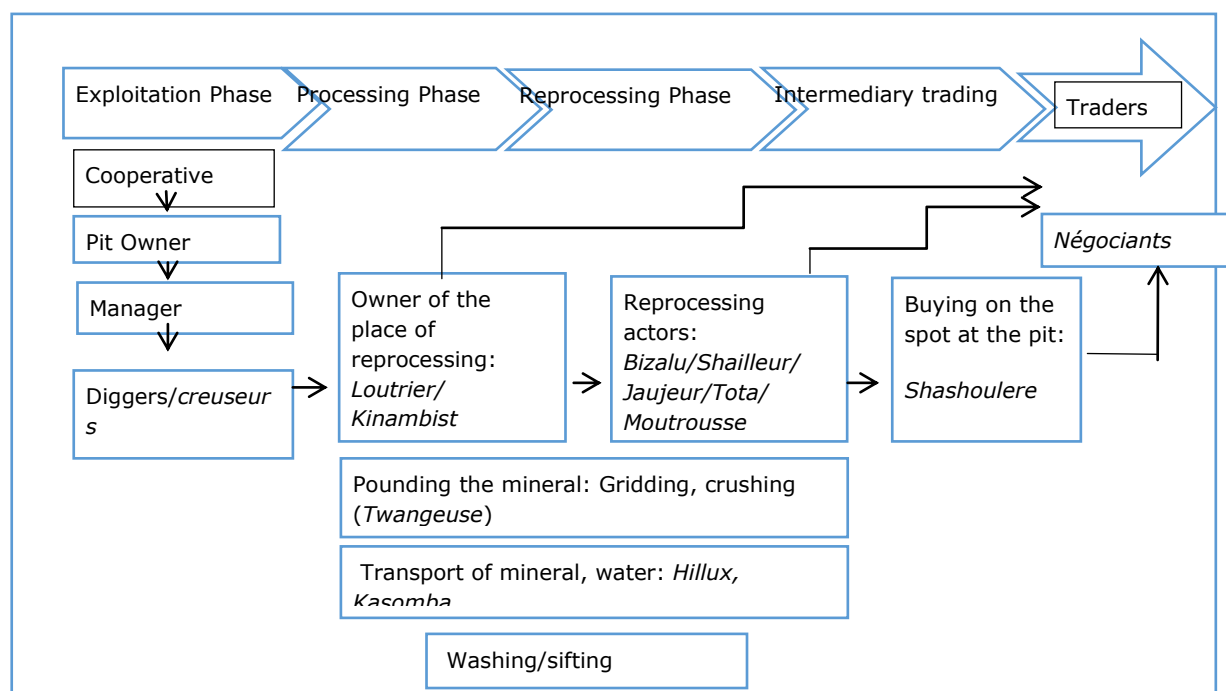 Exploitation Phase
Processing Phase
Reprocessing Phase
Intermediary trading
Traders
Cooperative
Pit Owner
Manager
Diggers/creuseur
s
Owner of the
place of
reprocessing:
Loutrier/
Kinambist
Reprocessing
actors:
Bizalu/Shailleur/
Jaujeur/Tota/
Moutrousse
Buying on the
spot at the pit:
Shashoulere
Négociants
Pounding the mineral: Gridding, crushing
(Twangeuse)
Transport of mineral, water: Hillux,
Kasomba
Washing/sifting